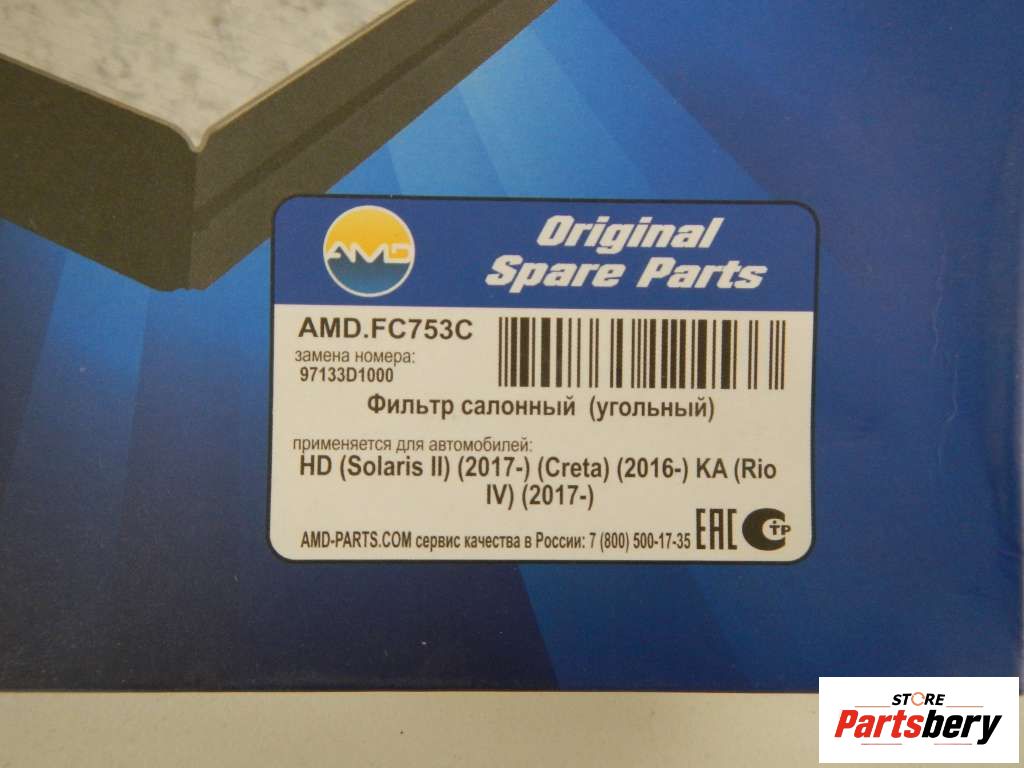 AMD
Original
Spare Parts
AMD.FC753C
замена номера:
97133D1000
Фильтр салонный (угольный)
применяется для автомобилей:
HD (Solaris II) (2017-) (Creta) (2016-) KA (Rio
IV) (2017-)
AMD-PARTS.COM сервис качества в России: 7 (800) 500-17-35
EAC
СТР
STORE
Partsbery